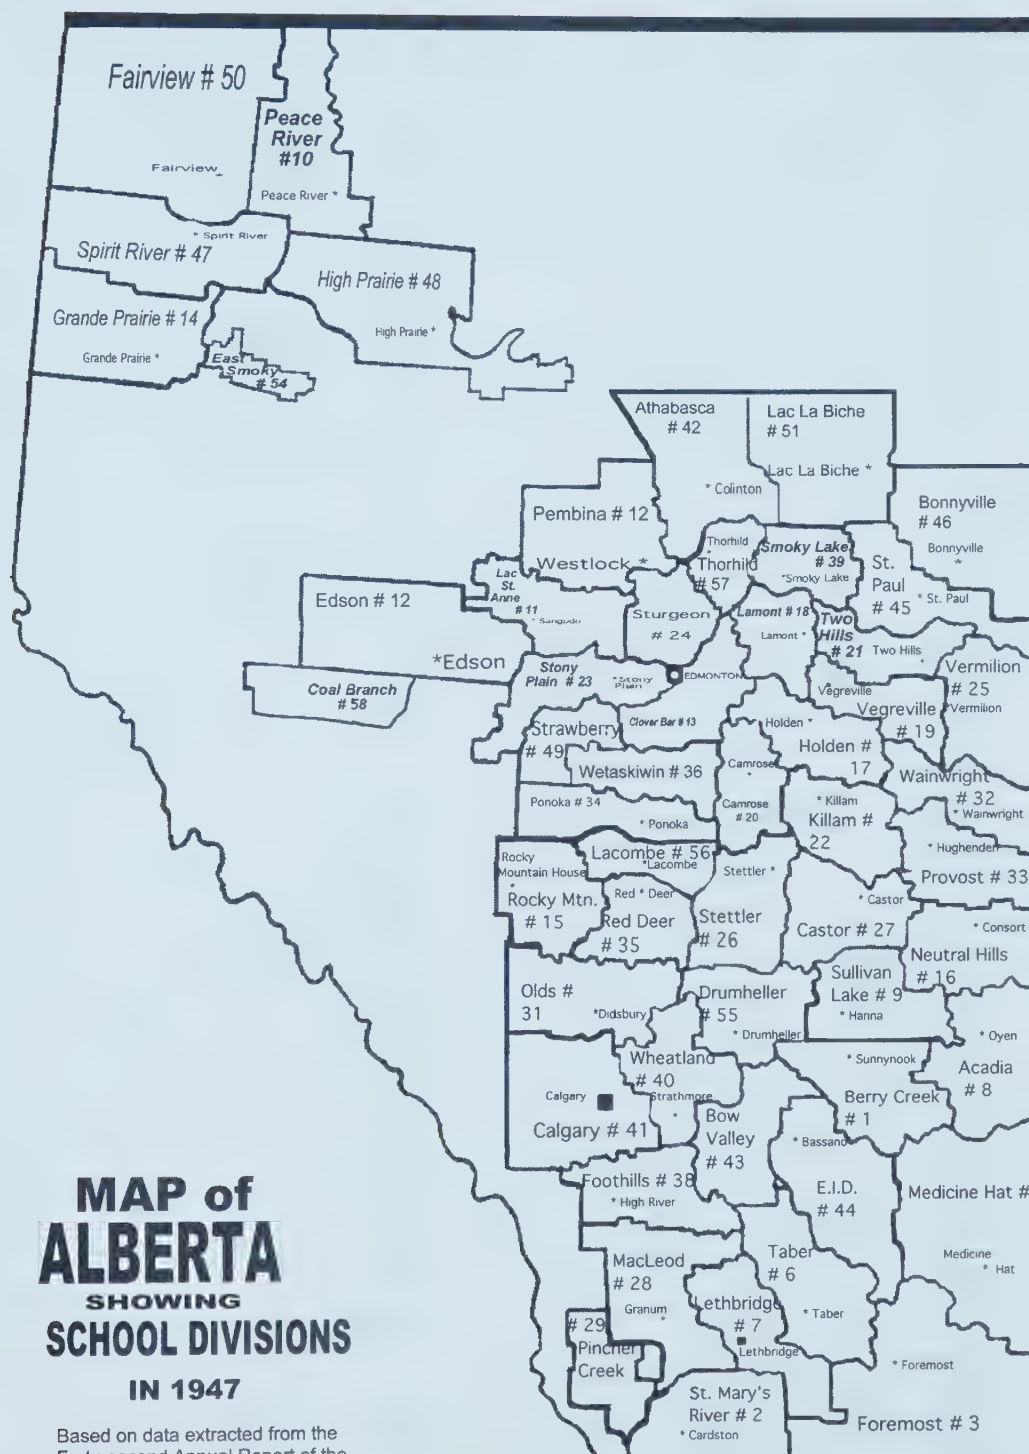 Fairview # 50
Fairview
Peace
River
#10
Peace River *
* Spirit River
Spirit River # 47
High Prairie # 48
High Prairie *
Grande Prairie # 14
Grande Prairie *
East
Smoky
# 54
Athabasca
# 42
Lac La Biche
# 51
Lac La Biche *
* Colinton
Bonnyville
# 46
Bonnyville
*
Pembina # 12
Westlock *
Thorhild
*
Thorhild
# 57
Smoky Lake
# 39
*Smoky Lake
St.
Paul
# 45
* St. Paul
Lac
St.
Anne
# 11
* Sangudo
Edson # 12
*Edson
Sturgeon
# 24
Lamont # 18
Lamont *
Two
Hills
# 21
Two Hills
*
Vermilion
# 25
*Vermilion
Coal Branch
# 58
Stony
Plain # 23
*Stony
Plain
EDMONTON
Vegreville
*
Vegreville
# 19
Strawberry
# 49
Clover Bar # 13
Holden *
Holden #
17
Wetaskiwin # 36
Camrose
*
Camrose
# 20
Wainwright
# 32
* Wainwright
Ponoka # 34
* Ponoka
* Killam
Killam #
22
* Hughenden
Provost # 33
Rocky
Mountain House
*
Rocky Mtn.
# 15
Lacombe # 56
*Lacombe
Red * Deer
Red Deer
# 35
Stettler *
Stettler
# 26
* Castor
Castor # 27
* Consort
Neutral Hills
# 16
Olds #
31
*Didsbury
Drumheller
# 55
* Drumheller
Sullivan
Lake # 9
* Hanna
* Oyen
Acadia
# 8
Wheatland
# 40
Strathmore
*
* Sunnynook
Berry Creek
# 1
Calgary
Calgary # 41
Bow
Valley
# 43
* Bassano
E.I.D.
# 44
Medicine Hat #
Medicine
* Hat
Foothills # 38
* High River
MacLeod
# 28
Granum
*
Taber
# 6
* Taber
Lethbridge
# 7
Lethbridge
# 29
Pincher
Creek
* Foremost
Foremost # 3
St. Mary's
River # 2
* Cardston
MAP of
ALBERTA
SHOWING
SCHOOL DIVISIONS
IN 1947
Based on data extracted from the